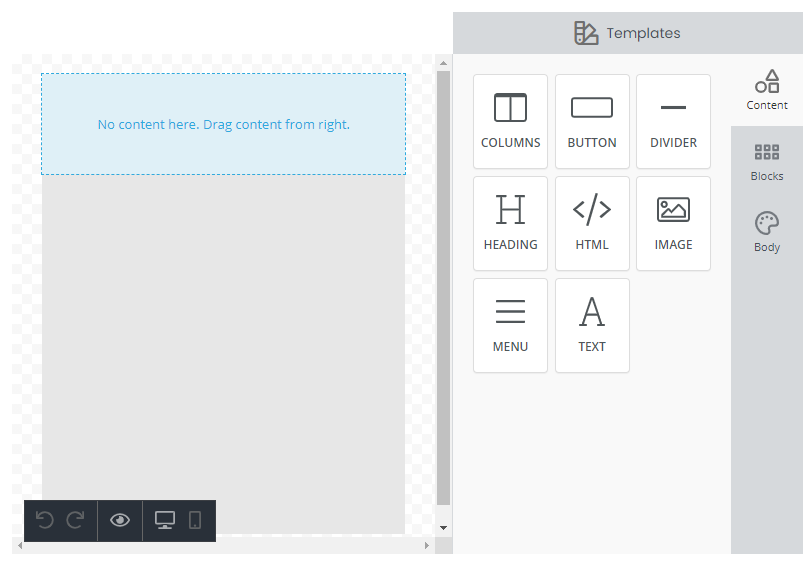 Templates
No content here. Drag content from right.
COLUMNS
BUTTON
DIVIDER
HEADING
HTML
IMAGE
MENU
TEXT
Content
Blocks
Body